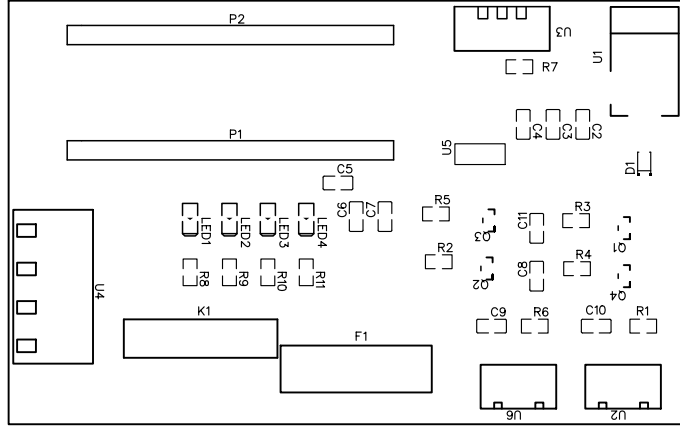 P2
U3
U1
R7
C4
C3
C2
P1
U5
D1
C5
C6
C7
R5
Q3
C11
R3
Q1
LED1
LED2
LED3
LED4
R2
Q2
C8
R4
Q4
R8
R9
R10
R11
U4
K1
F1
C9
R6
C10
R1
U6
U2